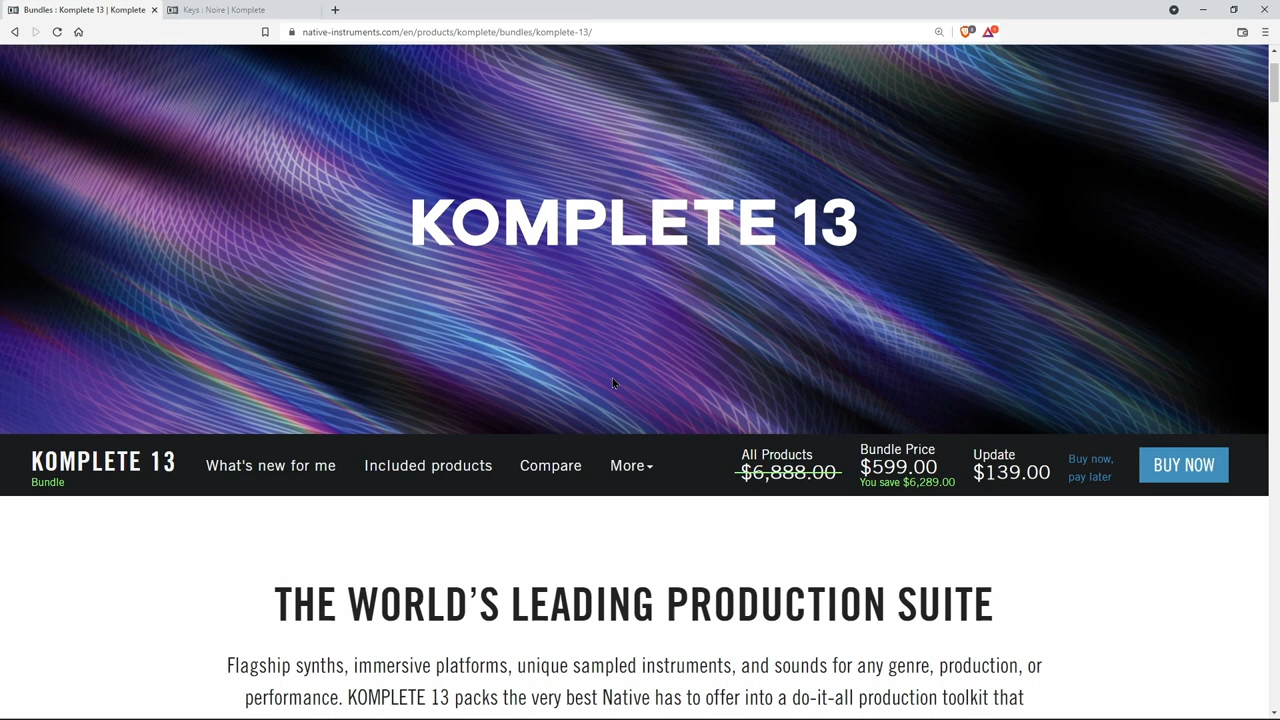 Bundles : Komplete 13 | Komplete
Keys : Noire | Komplete
native-instruments.com/en/products/komplete/bundles/komplete-13/
KOMPLETE 13
KOMPLETE 13
Bundle
What's new for me
Included products
Compare
More
All Products
$6,888.00
Bundle Price
$599.00
You save $6,289.00
Update
$139.00
Buy now,
pay later
BUY NOW
THE WORLD'S LEADING PRODUCTION SUITE
Flagship synths, immersive platforms, unique sampled instruments, and sounds for any genre, production, or
performance. KOMPLETE 13 packs the very best Native has to offer into a do-it-all production toolkit that